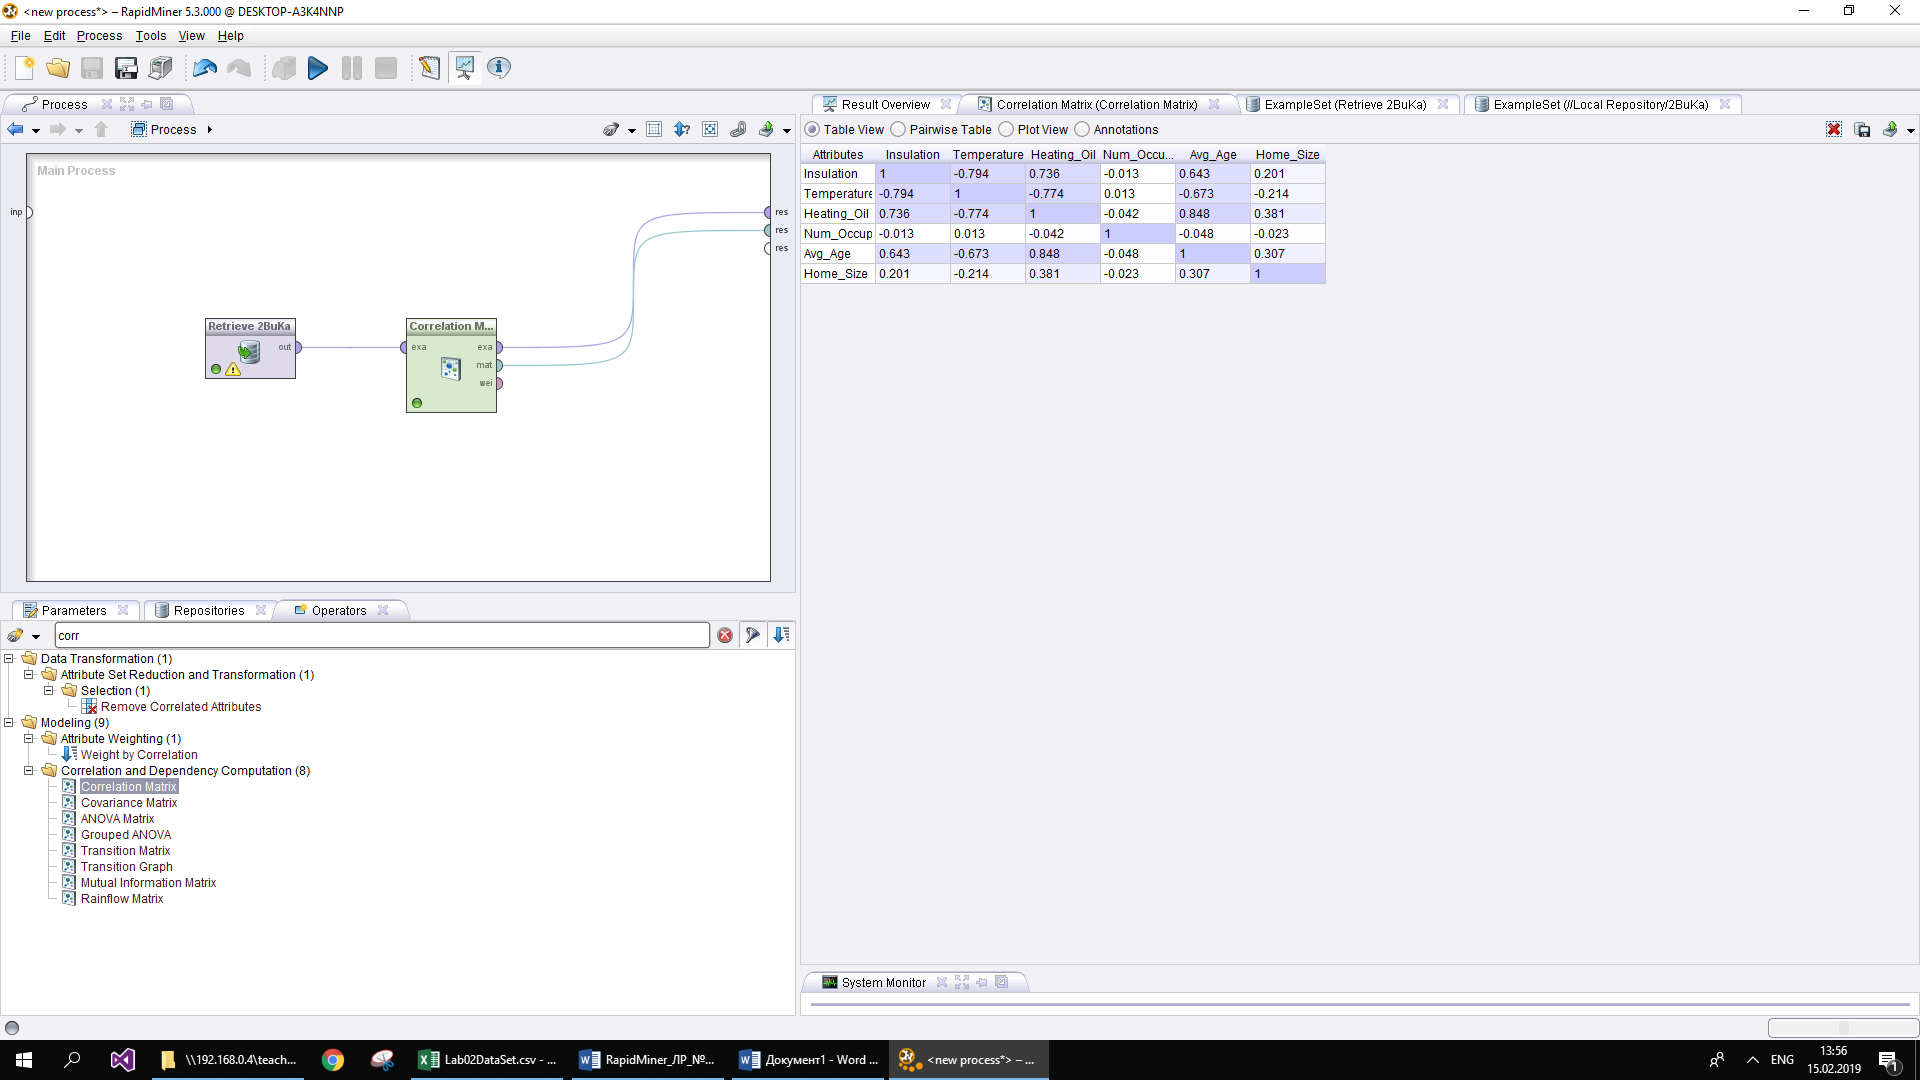 <new process*> – RapidMiner 5.3.000 @ DESKTOP-A3K4NNP
File Edit Process Tools View Help
Process
Process
Main Process
inp
res
res
res
Retrieve 2BuKa
out
Correlation M...
exa exa
mat
wei
Parameters Repositories Operators
corr
Data Transformation (1)
Attribute Set Reduction and Transformation (1)
Selection (1)
Remove Correlated Attributes
Modeling (9)
Attribute Weighting (1)
Weight by Correlation
Correlation and Dependency Computation (8)
Correlation Matrix
Covariance Matrix
ANOVA Matrix
Grouped ANOVA
Transition Matrix
Transition Graph
Mutual Information Matrix
Rainflow Matrix
Result Overview Correlation Matrix (Correlation Matrix) ExampleSet (Retrieve 2BuKa) ExampleSet (//Local Repository/2BuKa)
Table View Pairwise Table Plot View Annotations
Attributes Insulation Temperature Heating_Oil Num_Occu... Avg_Age Home_Size
Insulation 1 -0.794 0.736 -0.013 0.643 0.201
Temperature -0.794 1 -0.774 0.013 -0.673 -0.214
Heating_Oil 0.736 -0.774 1 -0.042 0.848 0.381
Num_Occup -0.013 0.013 -0.042 1 -0.048 -0.023
Avg_Age 0.643 -0.673 0.848 -0.048 1 0.307
Home_Size 0.201 -0.214 0.381 -0.023 0.307 1
System Monitor
\\192.168.0.4\teach... Lab02DataSet.csv - ... RapidMiner_ЛР_№... Документ1 - Word ... <new process*> – ... ENG
13:56
15.02.2019
1